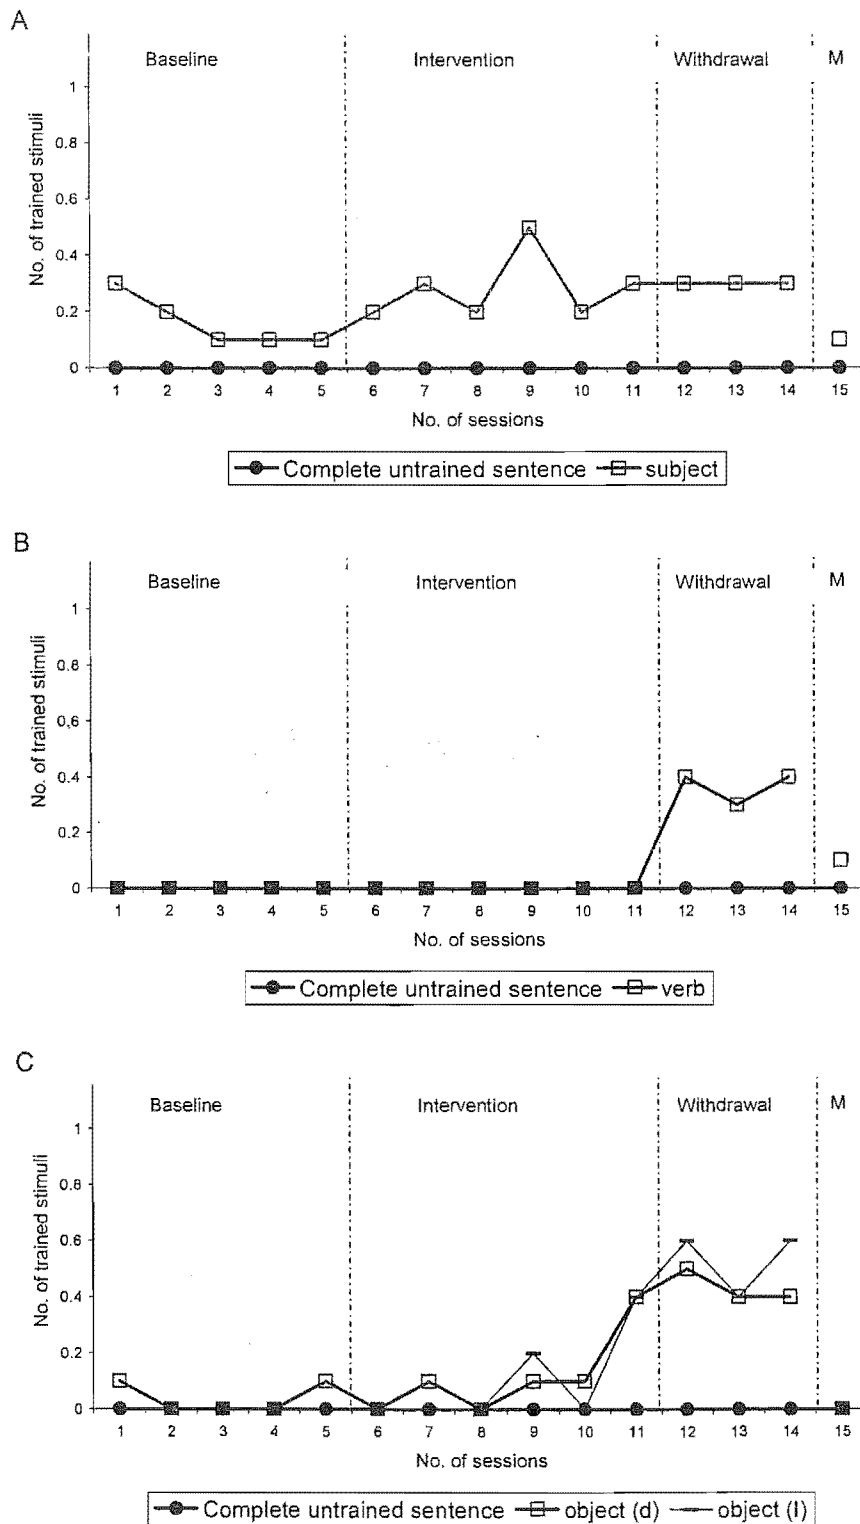 A
Baseline Intervention Withdrawal M
No. of trained stimuli
1
0.8
0.6
0.4
0.2
0
1 2 3 4 5 6 7 8 9 10 11 12 13 14 15
No. of sessions
Complete untrained sentence subject
B
Baseline Intervention Withdrawal M
No. of trained stimuli
1
0.8
0.6
0.4
0.2
0
1 2 3 4 5 6 7 8 9 10 11 12 13 14 15
No. of sessions
Complete untrained sentence verb
C
Baseline Intervention Withdrawal M
No. of trained stimuli
1
0.8
0.6
0.4
0.2
0
1 2 3 4 5 6 7 8 9 10 11 12 13 14 15
No. of sessions
Complete untrained sentence object (d) object (I)